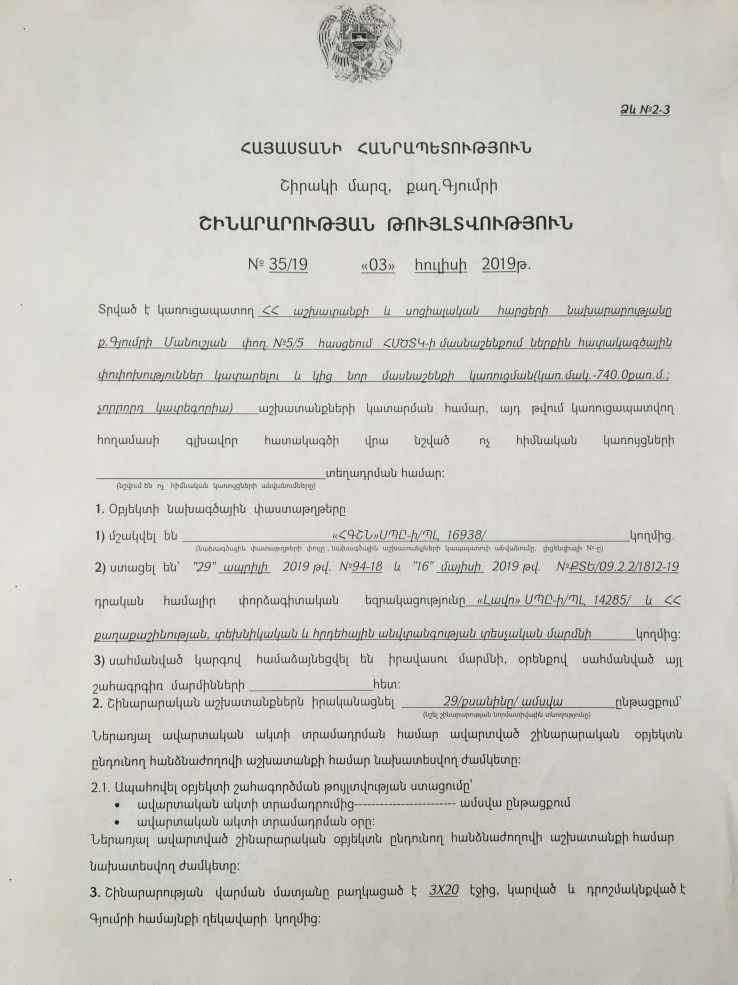 Ձև №2-3
ՀԱՅԱՍՏԱՆԻ ՀԱՆՐԱՊԵՏՈՒԹՅՈՒՆ
Շիրակի մարզ, քաղ.Գյումրի
ՇԻՆԱՐԱՐՈՒԹՅԱՆ ԹՈՒՅԼՏՎՈՒԹՅՈՒՆ
№ 35/19 «03» հուլիսի 2019թ.
Տրված է կառուցապատող ՀՀ աշխատանքի և սոցիալական հարցերի նախարարությանը
ք.Գյումրի Մանուշյան փող. №5/5 հասցեում ՀՍԾՏԿ-ի մասնաշենքում ներքին հատակագծային
փոփոխություններ կատարելու և կից նոր մասնաշենքի կառուցման(կառ.մակ.-740.0քառ.մ.;
չորրորդ կատեգորիա) աշխատանքների կատարման համար, այդ թվում կառուցապատվող
հողամասի գլխավոր հատակագծի վրա նշված ոչ հիմնական կառույցների
տեղադրման համար:
(նշվում են ոչ հիմնական կառույցների անվանումները)
1. Օբյեկտի նախագծային փաստաթղթերը
1) մշակվել են «ՀԳՇՆ»ՍՊԸ-ի/ՊԼ 16938/ կողմից.
(նախագծային փատաթղթերի փուլը , նախագծային աշխատանքների կապալառուի անվանումը, լիցենզիայի №-ը)
2) ստացել են՝ "29" ապրիլի 2019 թվ. №94-18 և "16" մայիսի 2019 թվ. №ՔՏԵ/09.2.2/1812-19
դրական համալիր փորձագիտական եզրակացությունը «Լավո» ՍՊԸ-ի/ՊԼ 14285/ և ՀՀ
քաղաքաշինության, տեխնիկական և հրդեհային անվտանգության տեսչական մարմնի կողմից:
3) սահմանված կարգով համաձայնեցվել են իրավասու մարմնի, օրենքով սահմանված այլ
շահագրգիռ մարմինների հետ:
2. Շինարարական աշխատանքներն իրականացնել 29/քսանինը/ ամսվա ընթացքում՝
(նշել շինարարության նորմատիվային տևողությունը)
Ներառյալ ավարտական ակտի տրամադրման համար ավարտված շինարարական օբյեկտն
ընդունող հանձնաժողովի աշխատանքի համար նախատեսվող ժամկետը:
2.1. Ապահովել օբյեկտի շահագործման թույլտվության ստացումը՝
• ավարտական ակտի տրամադրումից------------------------ ամսվա ընթացքում
• ավարտական ակտի տրամադրման օրը:
Ներառյալ ավարտված շինարարական օբյեկտն ընդունող հանձնաժողովի աշխատանքի համար
նախատեսվող ժամկետը:
3. Շինարարության վարման մատյանը բաղկացած է 3X20 էջից, կարված և դրոշմակնքված է
Գյումրի համայնքի ղեկավարի կողմից: